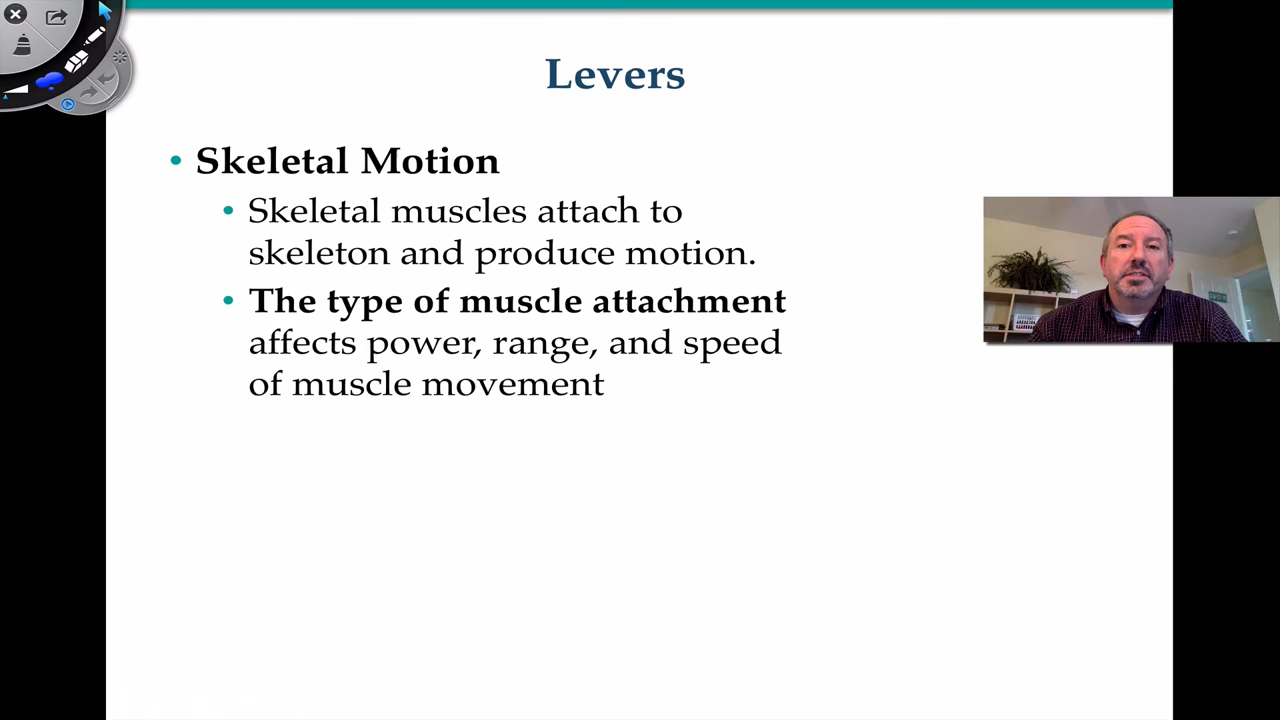 Levers
• Skeletal Motion
• Skeletal muscles attach to
skeleton and produce motion.
• The type of muscle attachment
affects power, range, and speed
of muscle movement